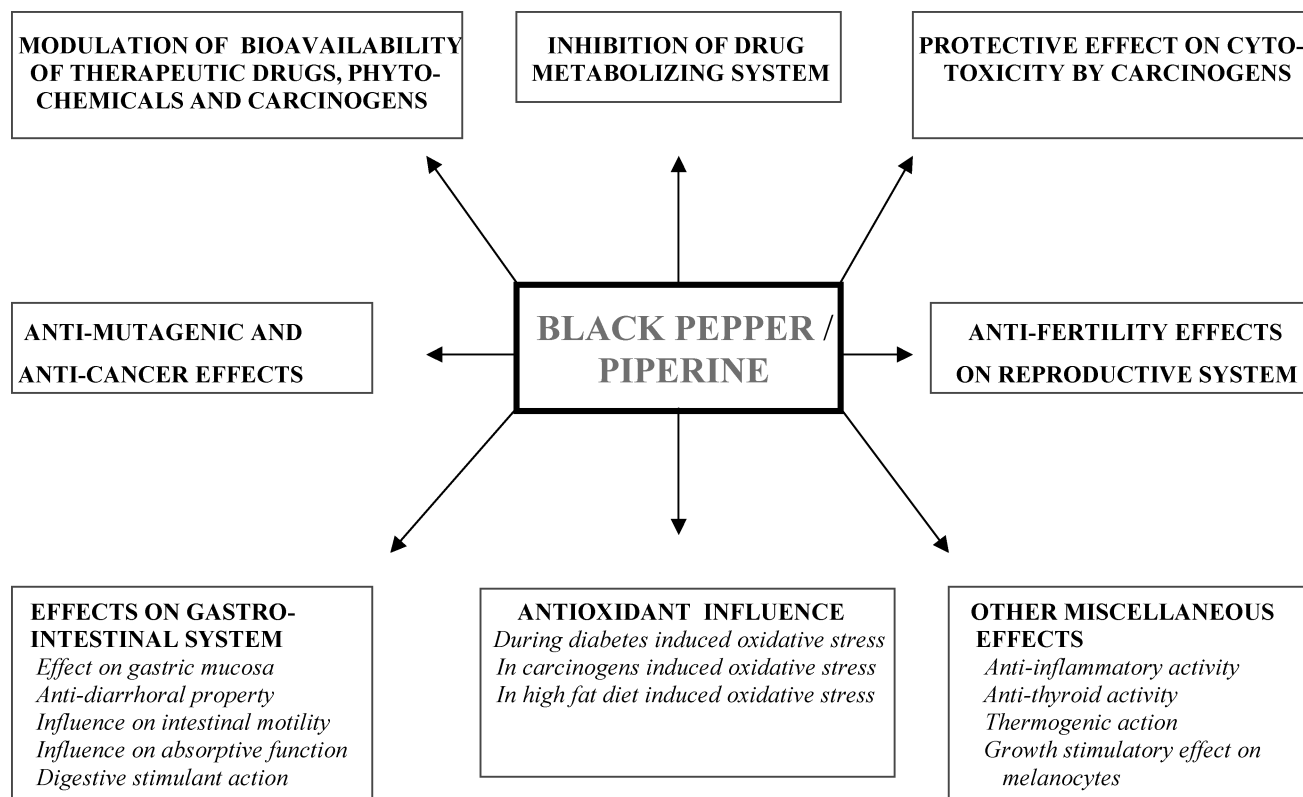 MODULATION OF BIOAVAILABILITY
OF THERAPEUTIC DRUGS, PHYTO-
CHEMICALS AND CARCINOGENS
INHIBITION OF DRUG
METABOLIZING SYSTEM
PROTECTIVE EFFECT ON CYTO-
TOXICITY BY CARCINOGENS
ANTI-MUTAGENIC AND
ANTI-CANCER EFFECTS
BLACK PEPPER /
PIPERINE
ANTI-FERTILITY EFFECTS
ON REPRODUCTIVE SYSTEM
EFFECTS ON GASTRO-
INTESTINAL SYSTEM
Effect on gastric mucosa
Anti-diarrhoral property
Influence on intestinal motility
Influence on absorptive function
Digestive stimulant action
ANTIOXIDANT INFLUENCE
During diabetes induced oxidative stress
In carcinogens induced oxidative stress
In high fat diet induced oxidative stress
OTHER MISCELLANEOUS
EFFECTS
Anti-inflammatory activity
Anti-thyroid activity
Thermogenic action
Growth stimulatory effect on
melanocytes